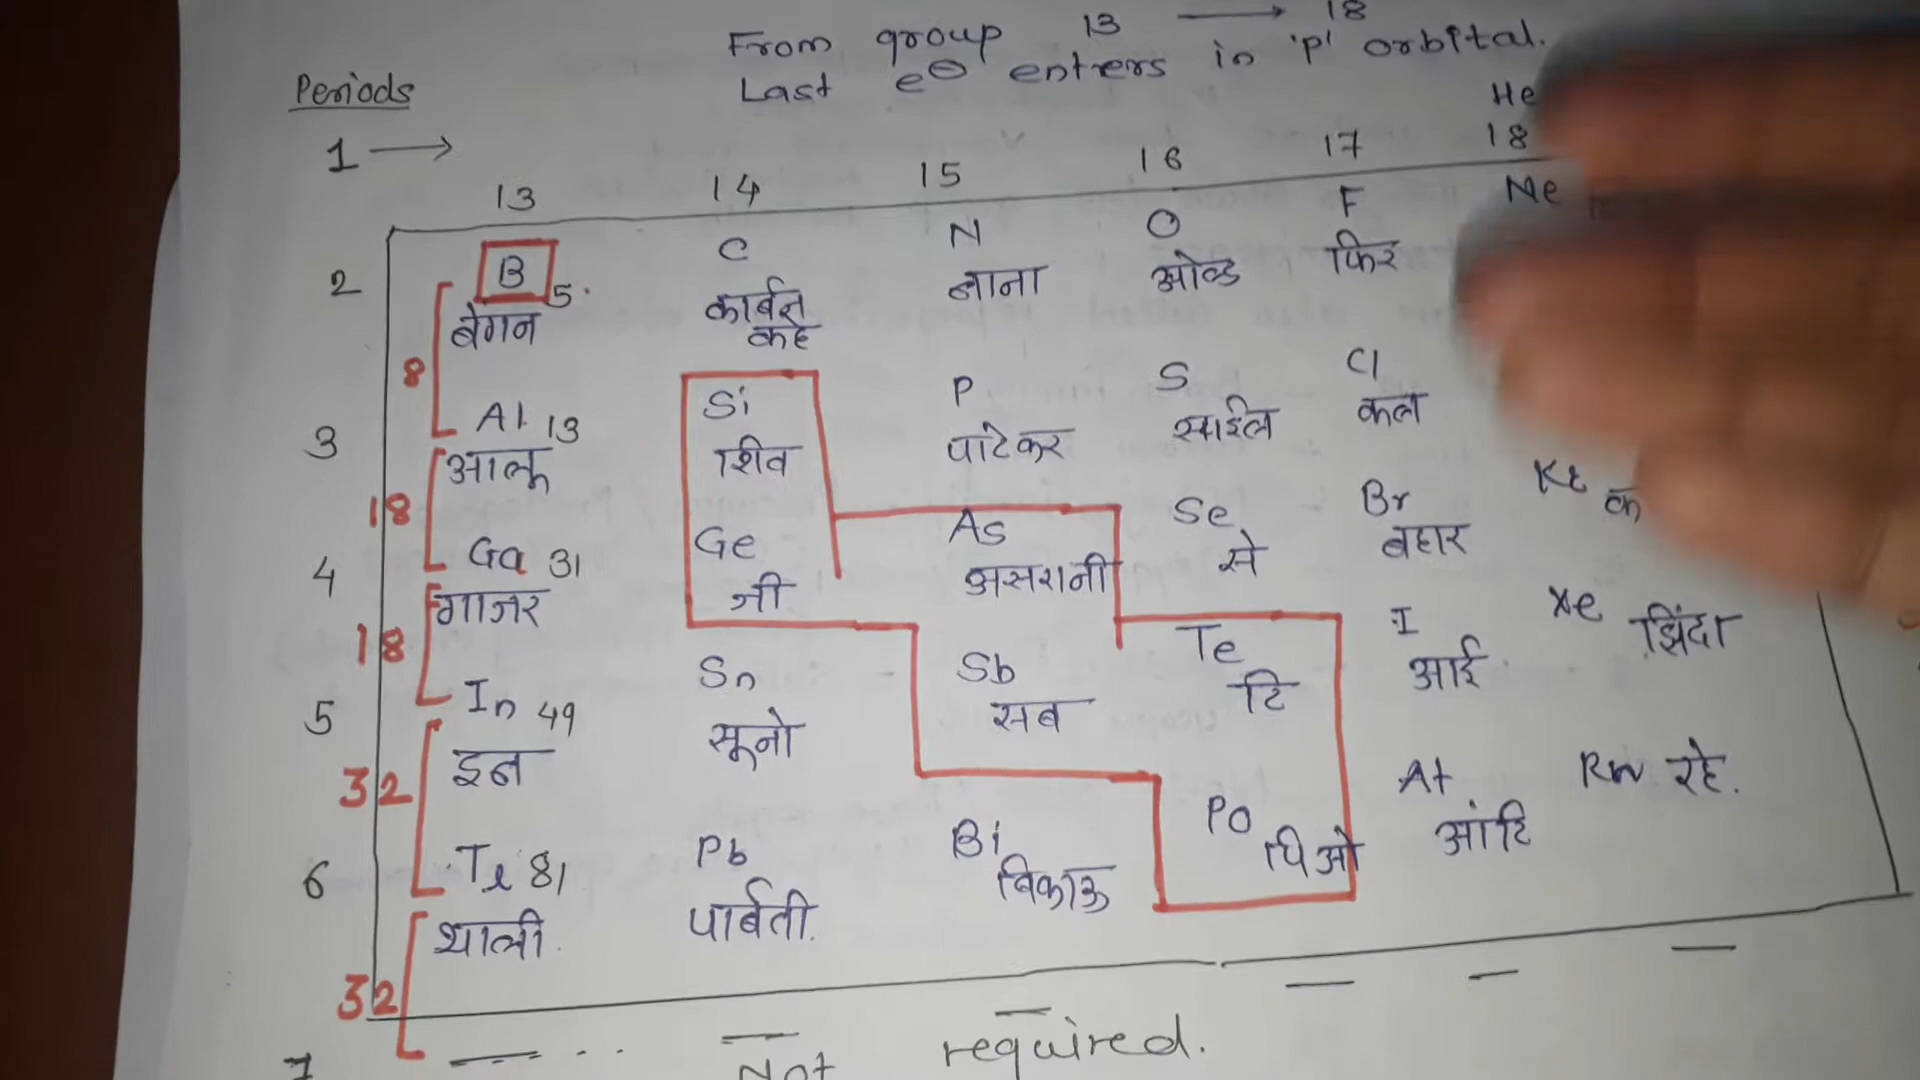 From group 13 → 18
Last e⊖ enters in 'p' orbital.
Periods
He
1 →
13 14 15 16 17 18
2 B 5 C N O F Ne
बेगन कार्बन कहे नाना ओल्ड फिर
8
3 Al 13 Si P S Cl
आलू शिव पाटेकर स्टाईल कल
18
4 Ga 31 Ge As Se Br Kr
गाजर जी असरानी से बहार क
18
5 In 49 Sn Sb Te I Xe झिंदा
इन सूनो सब टि आई
32
6 Tl 81 Pb Bi Po At Rn रहे.
थाली. पार्बती. बिकाऊ पिओ आंटि
32
7
Not required.